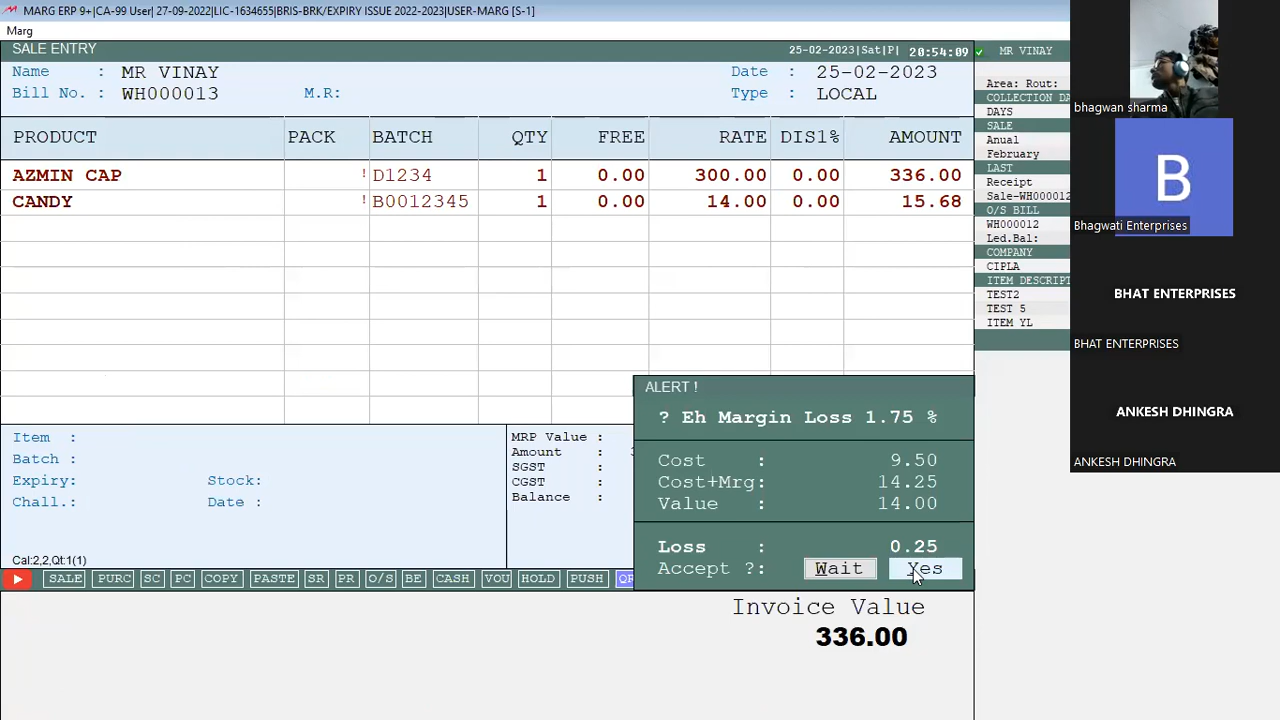 MARG ERP 9+|CA-99 User| 27-09-2022|LIC-1634655|BRIS-BRK/EXPIRY ISSUE 2022-2023|USER-MARG [S-1]
Marg
SALE ENTRY 25-02-2023|Sat|P| 20:54:09
Name : MR VINAY Date : 25-02-2023
Bill No. : WH000013 M.R: Type : LOCAL
PRODUCT PACK BATCH QTY FREE RATE DIS1% AMOUNT
AZMIN CAP ! D1234 1 0.00 300.00 0.00 336.00
CANDY ! B0012345 1 0.00 14.00 0.00 15.68
Item :
Batch :
Expiry: Stock:
Chall.: Date :
Cal:2,2,Qt:1(1)
MRP Value :
Amount :
SGST :
CGST :
Balance :
ALERT!
? Eh Margin Loss 1.75 %
Cost : 9.50
Cost+Mrg: 14.25
Value : 14.00
Loss : 0.25
Accept ?: Wait Yes
SALE PURC SC PC COPY PASTE SR PR O/S BE CASH VOU HOLD PUSH QR
Invoice Value
336.00
MR VINAY
Area: Rout:
COLLECTION DA
DAYS
SALE
Anual
February
LAST
Receipt
Sale-WH000012
O/S BILL
WH000012
Led.Bal:
COMPANY
CIPLA
ITEM DESCRIPT
TEST2
TEST 5
ITEM YL
bhagwan sharma
B
Bhagwati Enterprises
BHAT ENTERPRISES
BHAT ENTERPRISES
ANKESH DHINGRA
ANKESH DHINGRA